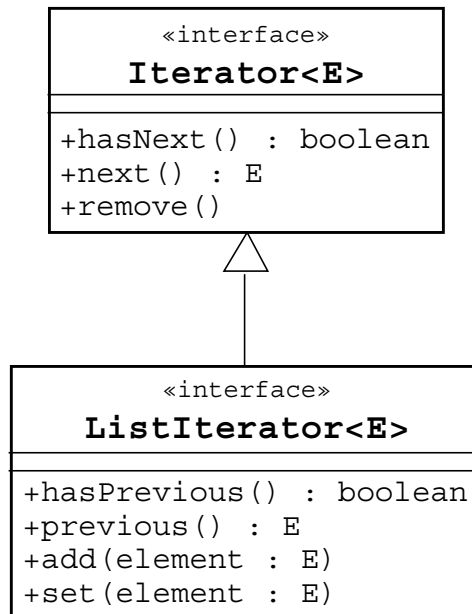 «interface»
Iterator<E>
+hasNext() : boolean
+next() : E
+remove()
«interface»
ListIterator<E>
+hasPrevious() : boolean
+previous() : E
+add(element : E)
+set(element : E)